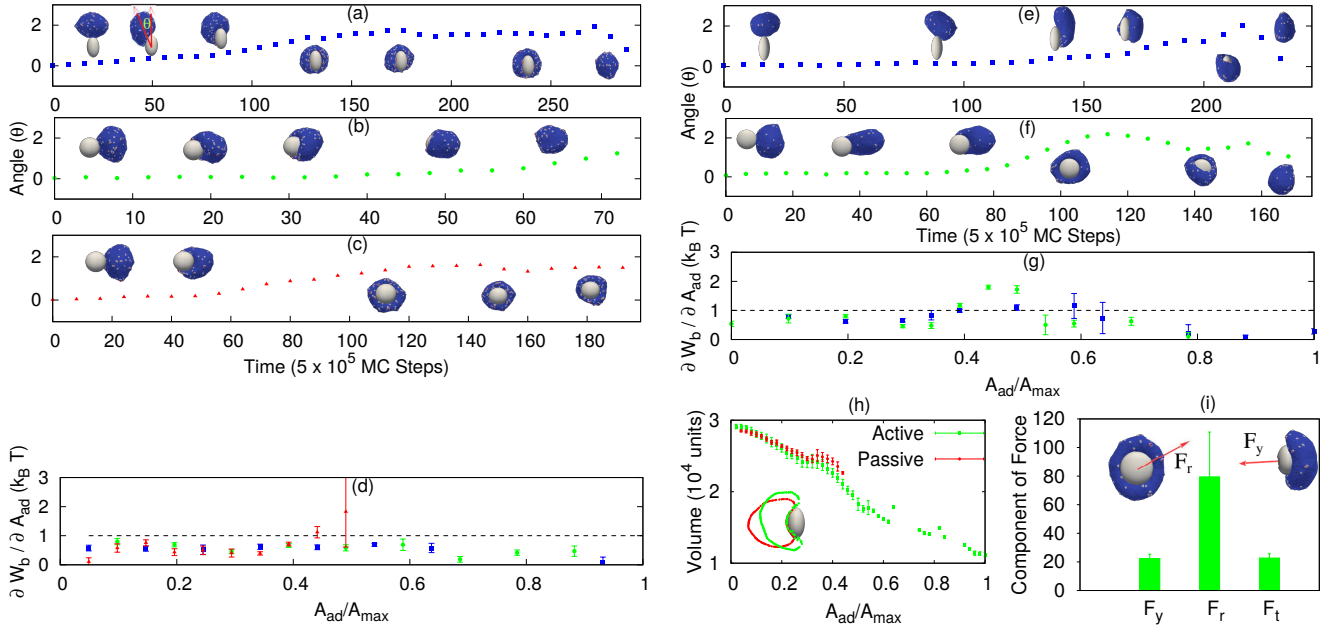 (a)
θ
2
0
0 50 100 150 200 250
Angle (θ)
(b)
2
0
0 10 20 30 40 50 60 70
(c)
2
0
0 20 40 60 80 100 120 140 160 180
Time (5 x 10⁵ MC Steps)
(d)
∂ W_b / ∂ A_ad (k_B T)
3
2
1
0
0 0.2 0.4 0.6 0.8 1
A_ad/A_max
(e)
2
0
0 50 100 150 200
Angle (θ)
(f)
2
0
0 20 40 60 80 100 120 140 160
Time (5 x 10⁵ MC Steps)
(g)
∂ W_b / ∂ A_ad (k_B T)
3
2
1
0
0 0.2 0.4 0.6 0.8 1
A_ad/A_max
(h)
Volume (10⁴ units)
3
2
1
Active
Passive
0 0.2 0.4 0.6 0.8 1
A_ad/A_max
(i)
Component of Force
120
100
80
60
40
20
0
F_r
F_y
F_y F_r F_t